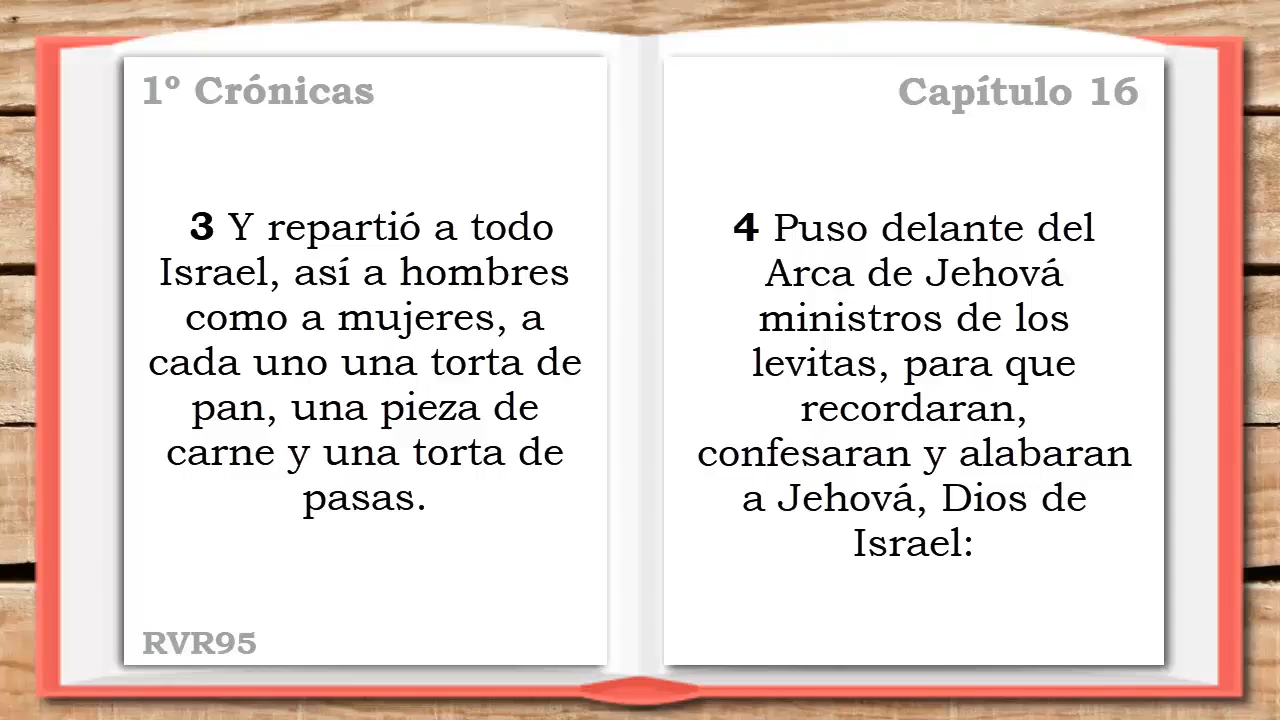 1º Crónicas
3 Y repartió a todo
Israel, así a hombres
como a mujeres, a
cada uno una torta de
pan, una pieza de
carne y una torta de
pasas.
RVR95
Capítulo 16
4 Puso delante del
Arca de Jehová
ministros de los
levitas, para que
recordaran,
confesaran y alabaran
a Jehová, Dios de
Israel: